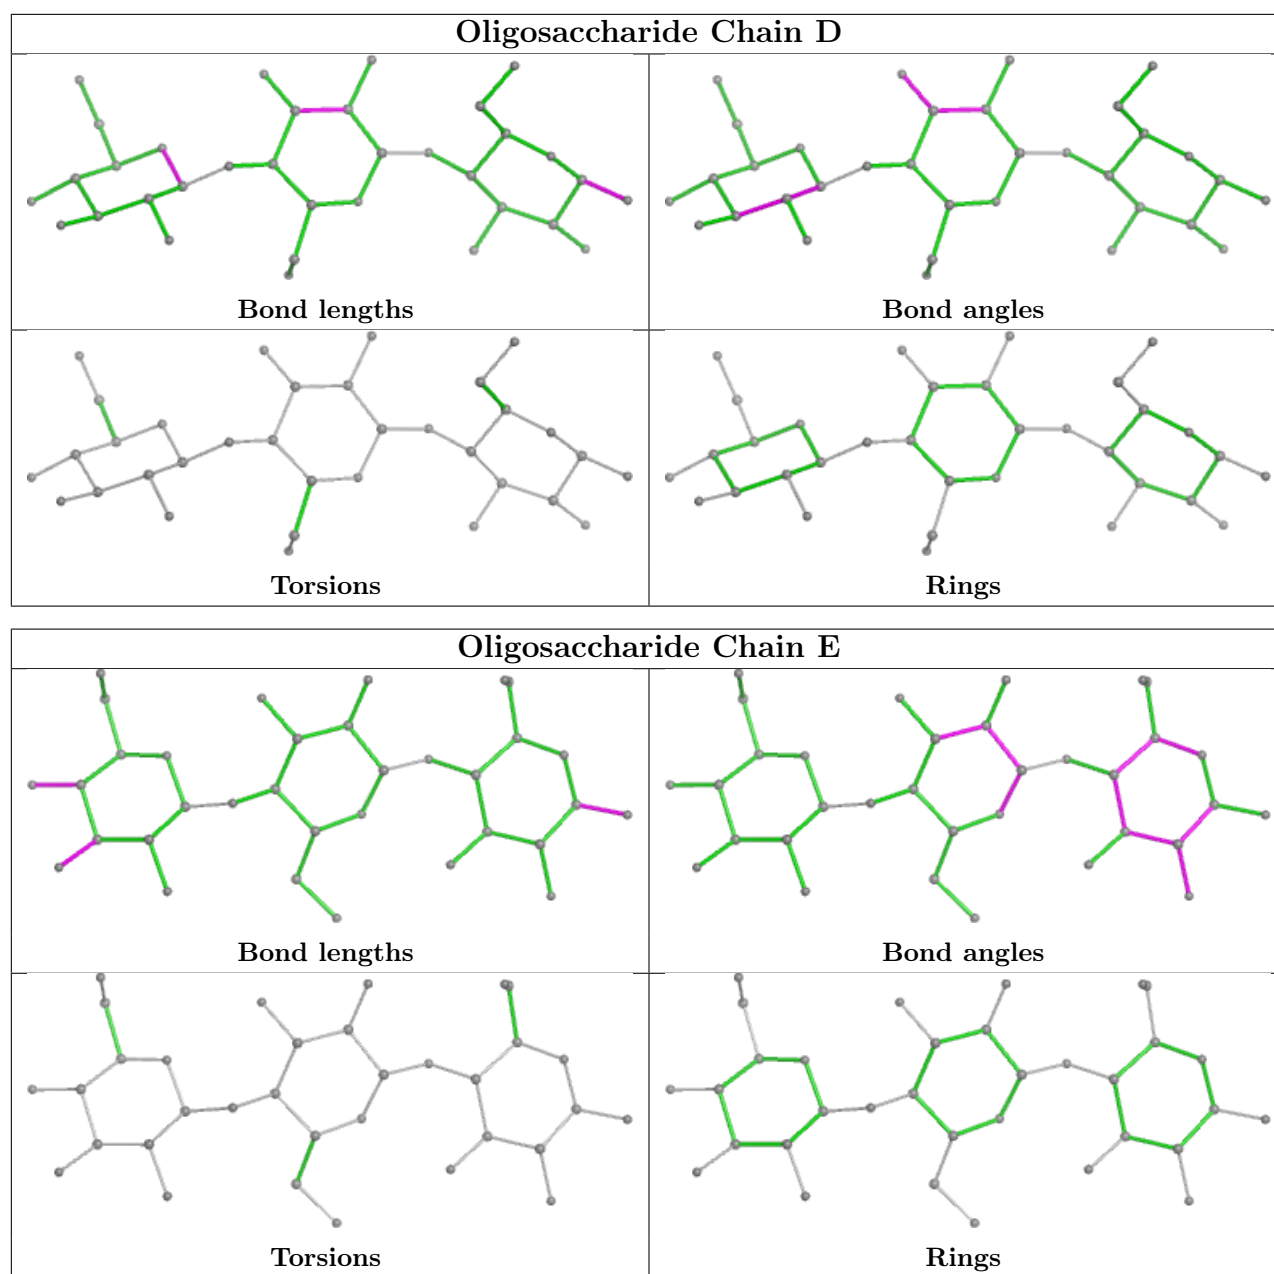 Oligosaccharide Chain D
Bond lengths
Bond angles
Torsions
Rings
Oligosaccharide Chain E
Bond lengths
Bond angles
Torsions
Rings